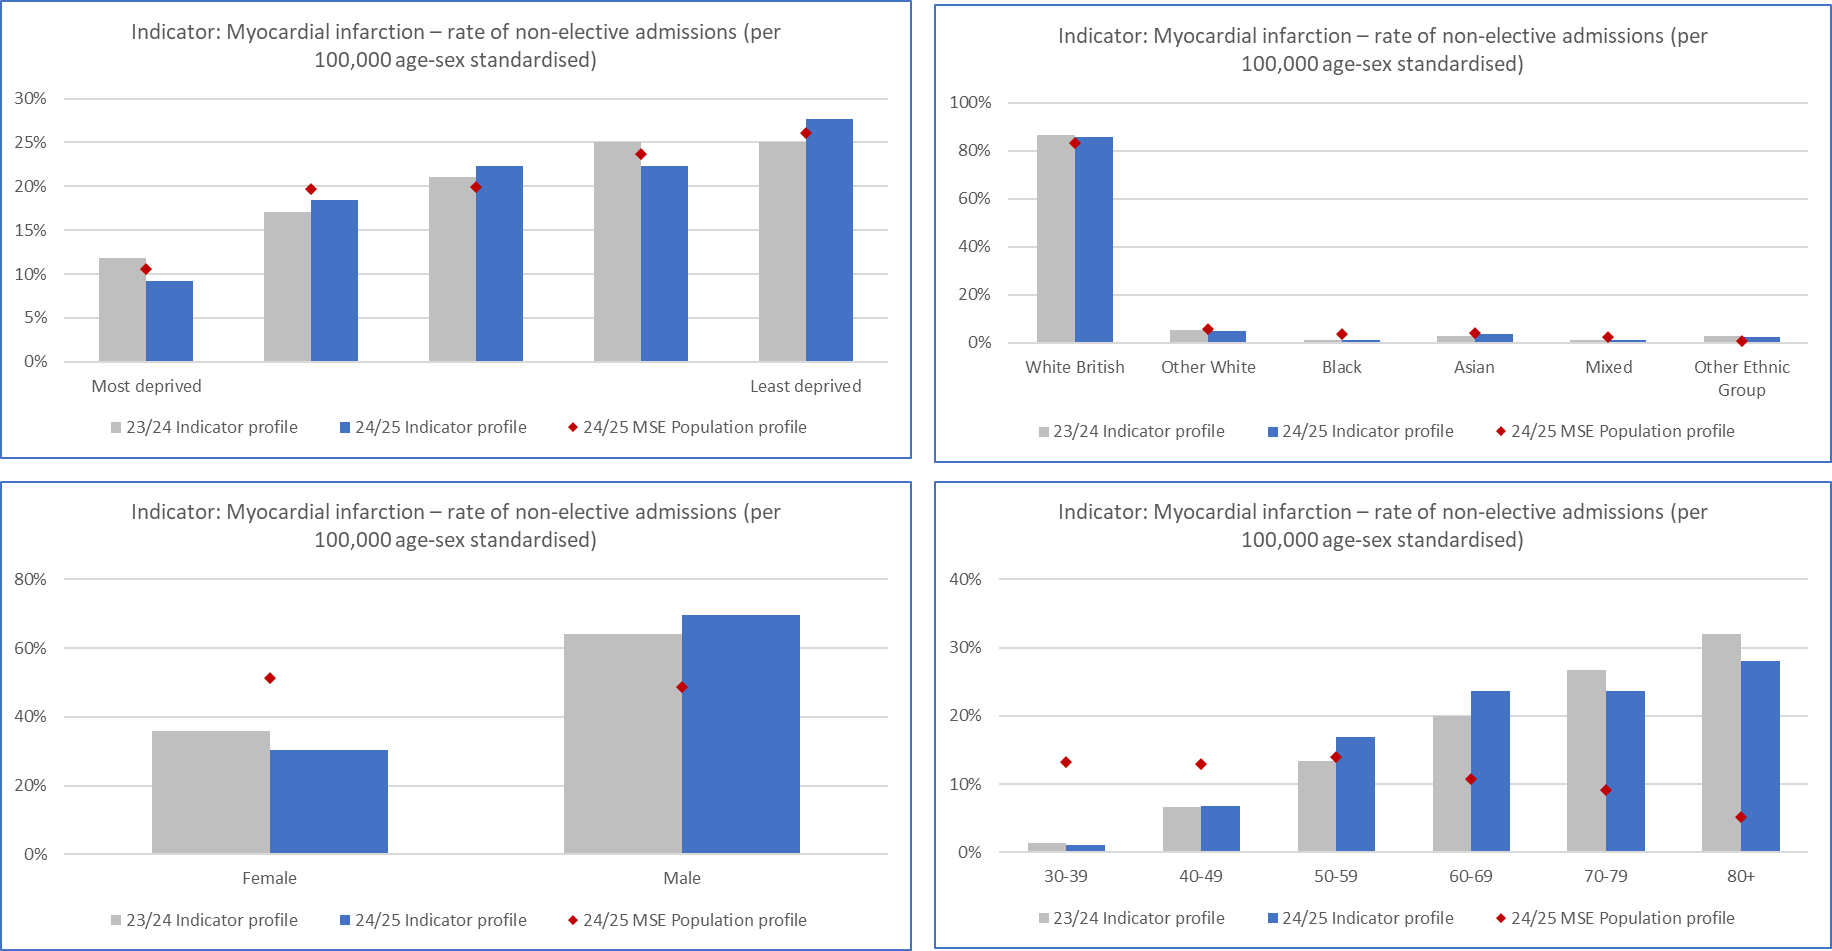 Indicator: Myocardial infarction – rate of non-elective admissions (per
100,000 age-sex standardised)
30%
25%
20%
15%
10%
5%
0%
Most deprived
Least deprived
23/24 Indicator profile
24/25 Indicator profile
24/25 MSE Population profile
Indicator: Myocardial infarction – rate of non-elective admissions (per
100,000 age-sex standardised)
100%
80%
60%
40%
20%
0%
White British
Other White
Black
Asian
Mixed
Other Ethnic
Group
23/24 Indicator profile
24/25 Indicator profile
24/25 MSE Population profile
Indicator: Myocardial infarction – rate of non-elective admissions (per
100,000 age-sex standardised)
80%
60%
40%
20%
0%
Female
Male
23/24 Indicator profile
24/25 Indicator profile
24/25 MSE Population profile
Indicator: Myocardial infarction – rate of non-elective admissions (per
100,000 age-sex standardised)
40%
30%
20%
10%
0%
30-39
40-49
50-59
60-69
70-79
80+
23/24 Indicator profile
24/25 Indicator profile
24/25 MSE Population profile